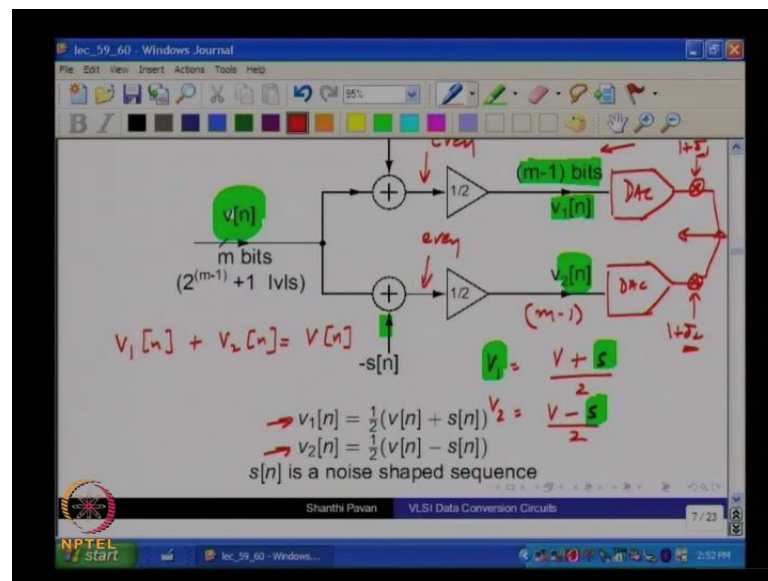 lec_59_60 - Windows Journal
File Edit View Insert Actions Tools Help
95%
B I
even
(m-1) bits
1+δ1
v[n]
1/2
v1[n]
DAC
m bits
(2^(m-1) +1 lvls)
even
v2[n]
1/2
DAC
(m-1)
1+δ2
V1[n] + V2[n] = V[n]
-s[n]
V1 = V + s / 2
v1[n] = 1/2(v[n] + s[n])
V2 = V - s / 2
v2[n] = 1/2(v[n] - s[n])
s[n] is a noise shaped sequence
Shanthi Pavan VLSI Data Conversion Circuits 7 / 23
NPTEL
start lec_59_60 - Windows... 2:52 PM